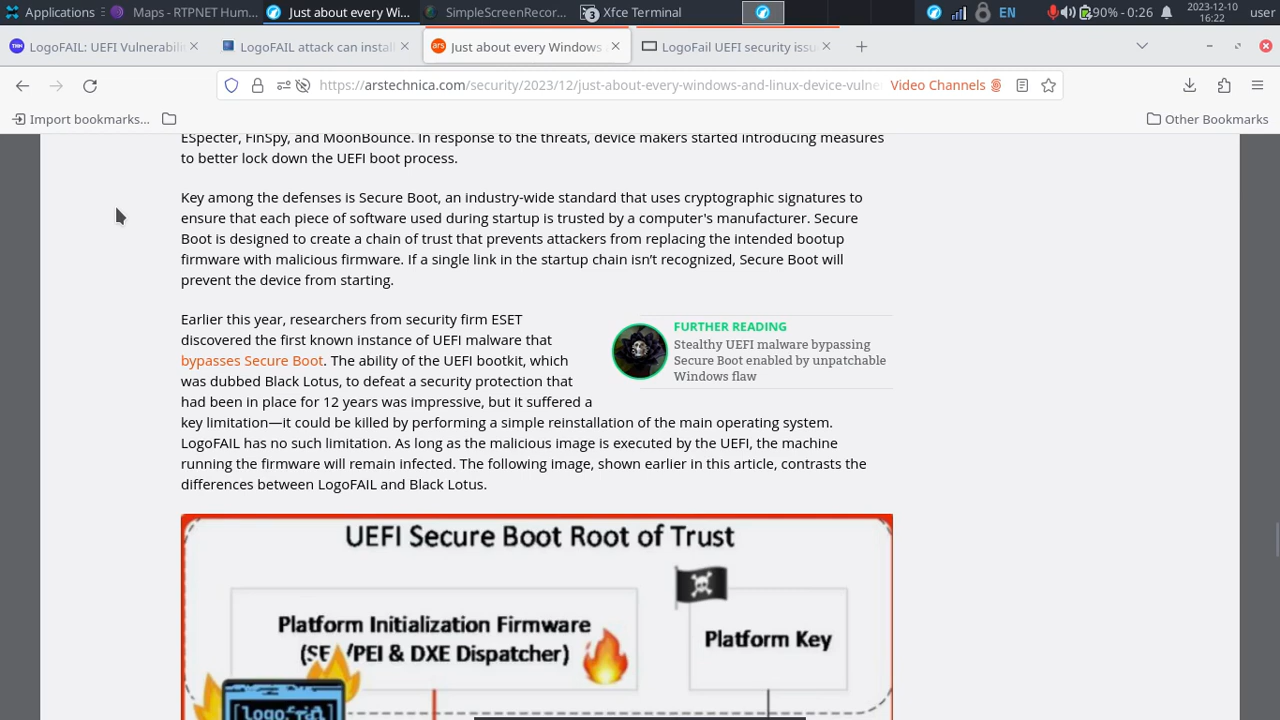 Applications
Maps - RTPNET Hum...
Just about every Wi...
SimpleScreenRecor...
3 Xfce Terminal
EN
90% - 0:26
2023-12-10
16:22
user
LogoFAIL: UEFI Vulnerabili
LogoFAIL attack can instal
Just about every Windows
LogoFail UEFI security issu
https://arstechnica.com/security/2023/12/just-about-every-windows-and-linux-device-vulne
Video Channels
Import bookmarks...
Other Bookmarks
ESpecter, FinSpy, and MoonBounce. In response to the threats, device makers started introducing measures
to better lock down the UEFI boot process.
Key among the defenses is Secure Boot, an industry-wide standard that uses cryptographic signatures to
ensure that each piece of software used during startup is trusted by a computer's manufacturer. Secure
Boot is designed to create a chain of trust that prevents attackers from replacing the intended bootup
firmware with malicious firmware. If a single link in the startup chain isn’t recognized, Secure Boot will
prevent the device from starting.
Earlier this year, researchers from security firm ESET
discovered the first known instance of UEFI malware that
bypasses Secure Boot. The ability of the UEFI bootkit, which
was dubbed Black Lotus, to defeat a security protection that
had been in place for 12 years was impressive, but it suffered a
key limitation—it could be killed by performing a simple reinstallation of the main operating system.
LogoFAIL has no such limitation. As long as the malicious image is executed by the UEFI, the machine
running the firmware will remain infected. The following image, shown earlier in this article, contrasts the
differences between LogoFAIL and Black Lotus.
FURTHER READING
Stealthy UEFI malware bypassing
Secure Boot enabled by unpatchable
Windows flaw
UEFI Secure Boot Root of Trust
Platform Initialization Firmware
/PEI & DXE Dispatcher)
Platform Key